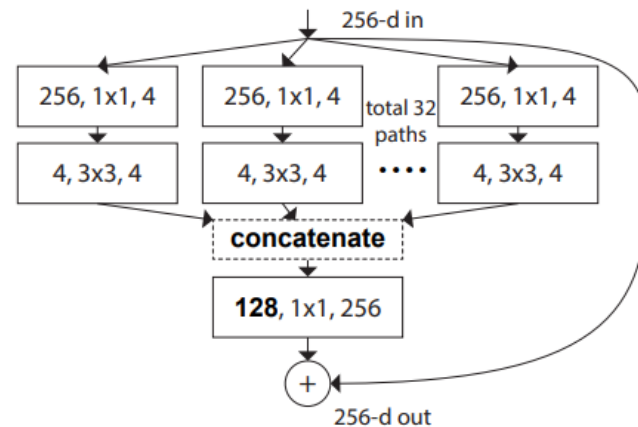 256-d in
256, 1x1, 4
256, 1x1, 4
total 32
paths
256, 1x1, 4
4, 3x3, 4
4, 3x3, 4
....
4, 3x3, 4
concatenate
128, 1x1, 256
+
256-d out